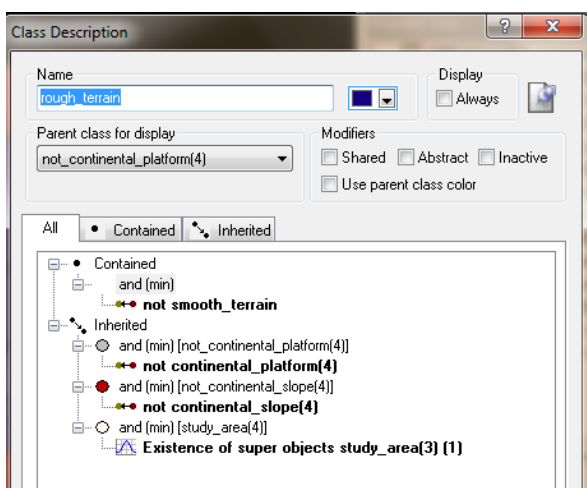 Class Description
Name
rough_terrain
Display
Always
Parent class for display
not_continental_platform(4)
Modifiers
Shared Abstract Inactive
Use parent class color
All Contained Inherited
Contained
and (min)
not smooth_terrain
Inherited
and (min) [not_continental_platform(4)]
not continental_platform(4)
and (min) [not_continental_slope(4)]
not continental_slope(4)
and (min) [study_area(4)]
Existence of super objects study_area(3) (1)